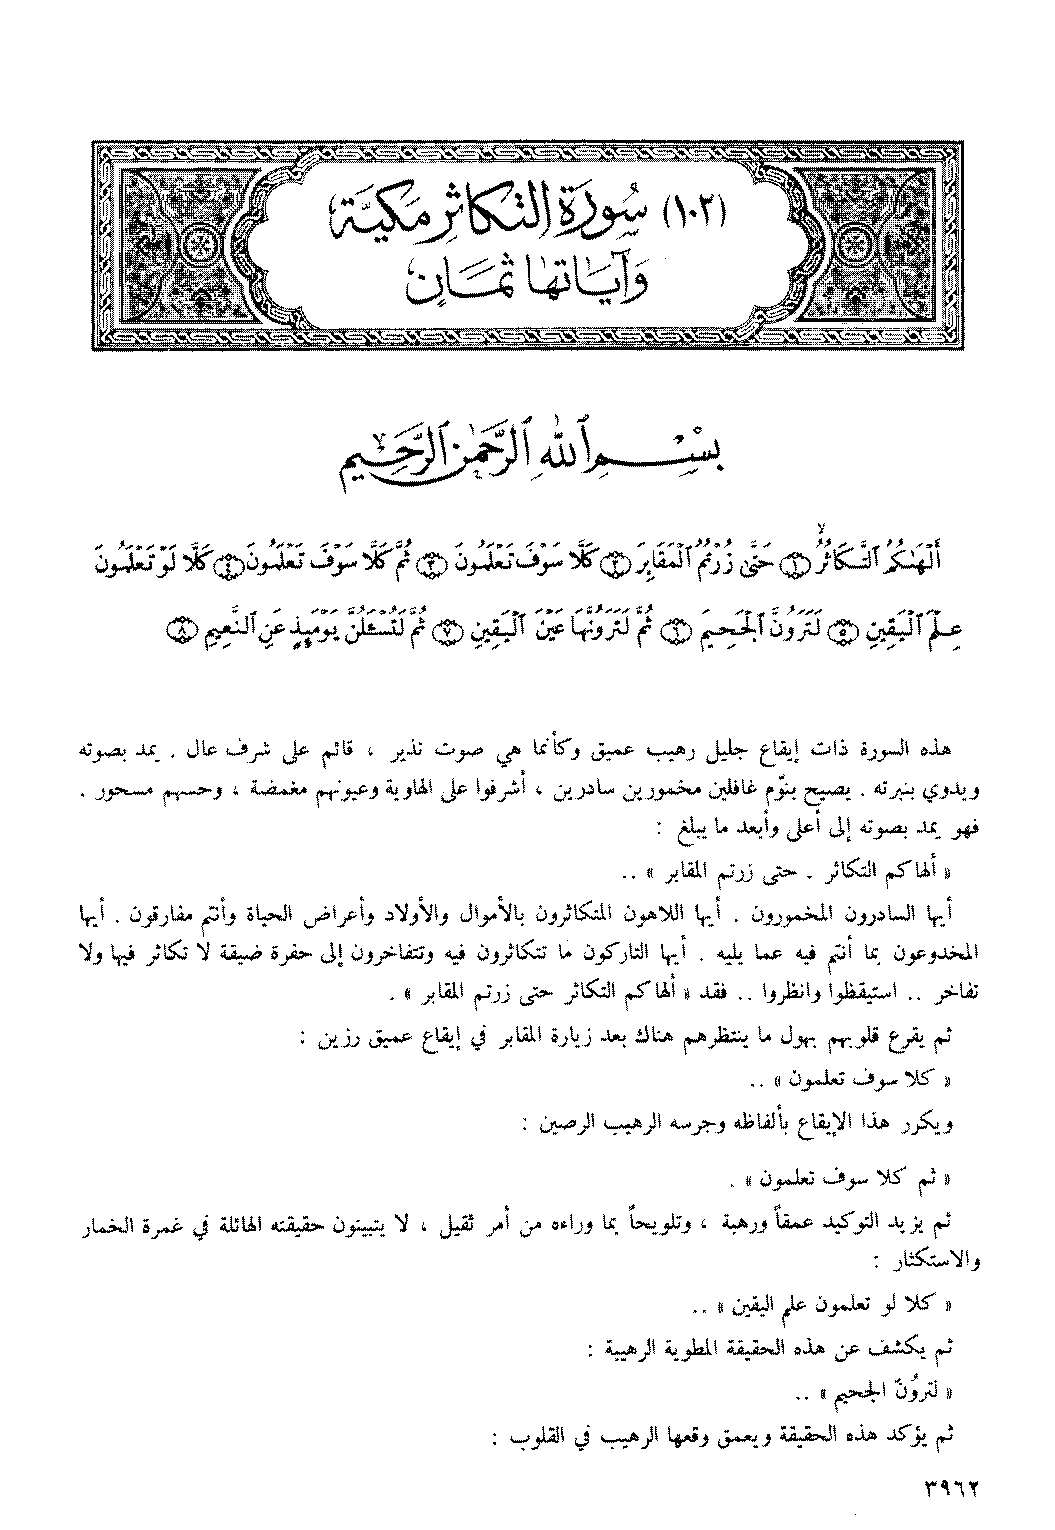 (١٠٢) سُورَة التكاثِر مَكيَّة
وَآيَاتهَا ثمَانٍ
بِسْمِ ٱللَّهِ ٱلرَّحْمَٰنِ ٱلرَّحِيمِ
أَلْهَىٰكُمُ ٱلتَّكَاثُرُ ۙ ① حَتَّىٰ زُرْتُمُ ٱلْمَقَابِرَ ② كَلَّا سَوْفَ تَعْلَمُونَ ③ ثُمَّ كَلَّا سَوْفَ تَعْلَمُونَ ④ كَلَّا لَوْ تَعْلَمُونَ
عِلْمَ ٱلْيَقِينِ ⑤ لَتَرَوُنَّ ٱلْجَحِيمَ ⑥ ثُمَّ لَتَرَوُنَّهَا عَيْنَ ٱلْيَقِينِ ⑦ ثُمَّ لَتُسْـَٔلُنَّ يَوْمَئِذٍ عَنِ ٱلنَّعِيمِ ⑧
هذه السورة ذات إيقاع جليل رهيب عميق وكأنما هي صوت نذير ، قائم على شرف عال . يمد بصوته
ويدوي بنبرته . يصيح بنوّم غافلين مخمورين سادرين ، أشرفوا على الهاوية وعيونهم مغمضة ، وحسهم مسحور .
فهو يمد بصوته إلى أعلى وأبعد ما يبلغ :
« ألهاكم التكاثر . حتى زرتم المقابر » ..
أيها السادرون المخمورون . أيها اللاهون المتكاثرون بالأموال والأولاد وأعراض الحياة وأنتم مفارقون . أيها
المخدوعون بما أنتم فيه عما يليه . أيها التاركون ما تتكاثرون فيه وتتفاخرون إلى حفرة ضيقة لا تكاثر فيها ولا
تفاخر .. استيقظوا وانظروا .. فقد « ألهاكم التكاثر حتى زرتم المقابر » .
ثم يقرع قلوبهم بهول ما ينتظرهم هناك بعد زيارة المقابر في إيقاع عميق رزين :
« كلا سوف تعلمون » ..
ويكرر هذا الإيقاع بألفاظه وجرسه الرهيب الرصين :
« ثم كلا سوف تعلمون » .
ثم يزيد التوكيد عمقاً ورهبة ، وتلويحاً بما وراءه من أمر ثقيل ، لا يتبينون حقيقته الهائلة في غمرة الخمار
والاستكثار :
« كلا لو تعلمون علم اليقين » ..
ثم يكشف عن هذه الحقيقة المطوية الرهيبة :
« لترَوُنّ الجحيم » ..
ثم يؤكد هذه الحقيقة ويعمق وقعها الرهيب في القلوب :
٣٩٦٢